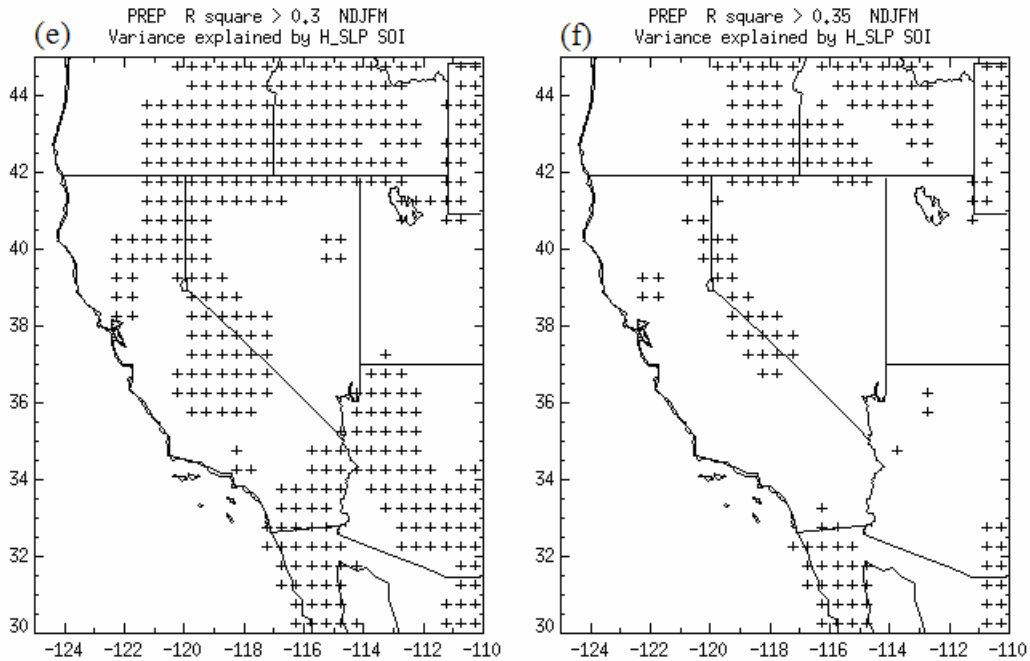 (e)
PREP R square > 0.3 NDJFM
Variance explained by H_SLP SOI
44
42
40
38
36
34
32
30
-124 -122 -120 -118 -116 -114 -112 -110
(f)
PREP R square > 0.35 NDJFM
Variance explained by H_SLP SOI
44
42
40
38
36
34
32
30
-124 -122 -120 -118 -116 -114 -112 -110